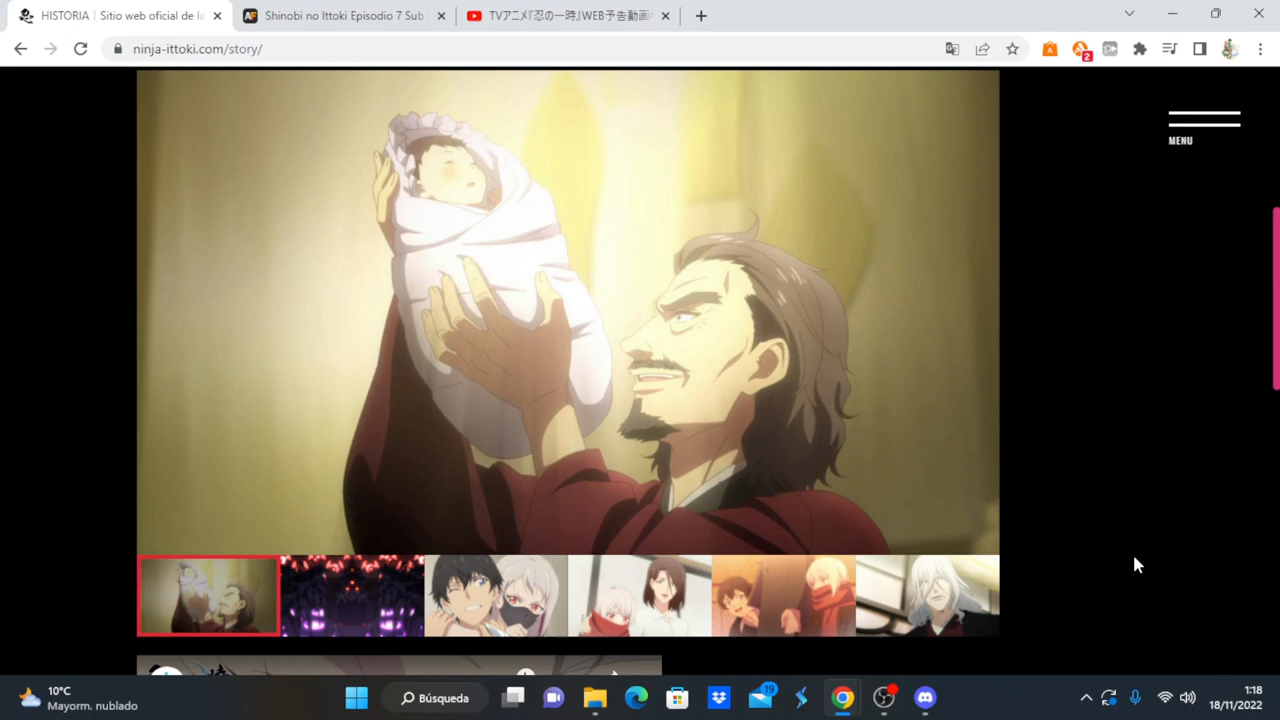 HISTORIA | Sitio web oficial de la
Shinobi no Ittoki Episodio 7 Sub
TVアニメ『忍の一時』WEB予告動画
ninja-ittoki.com/story/
2
MENU
10°C
Mayorm. nublado
Búsqueda
19
1:18
18/11/2022